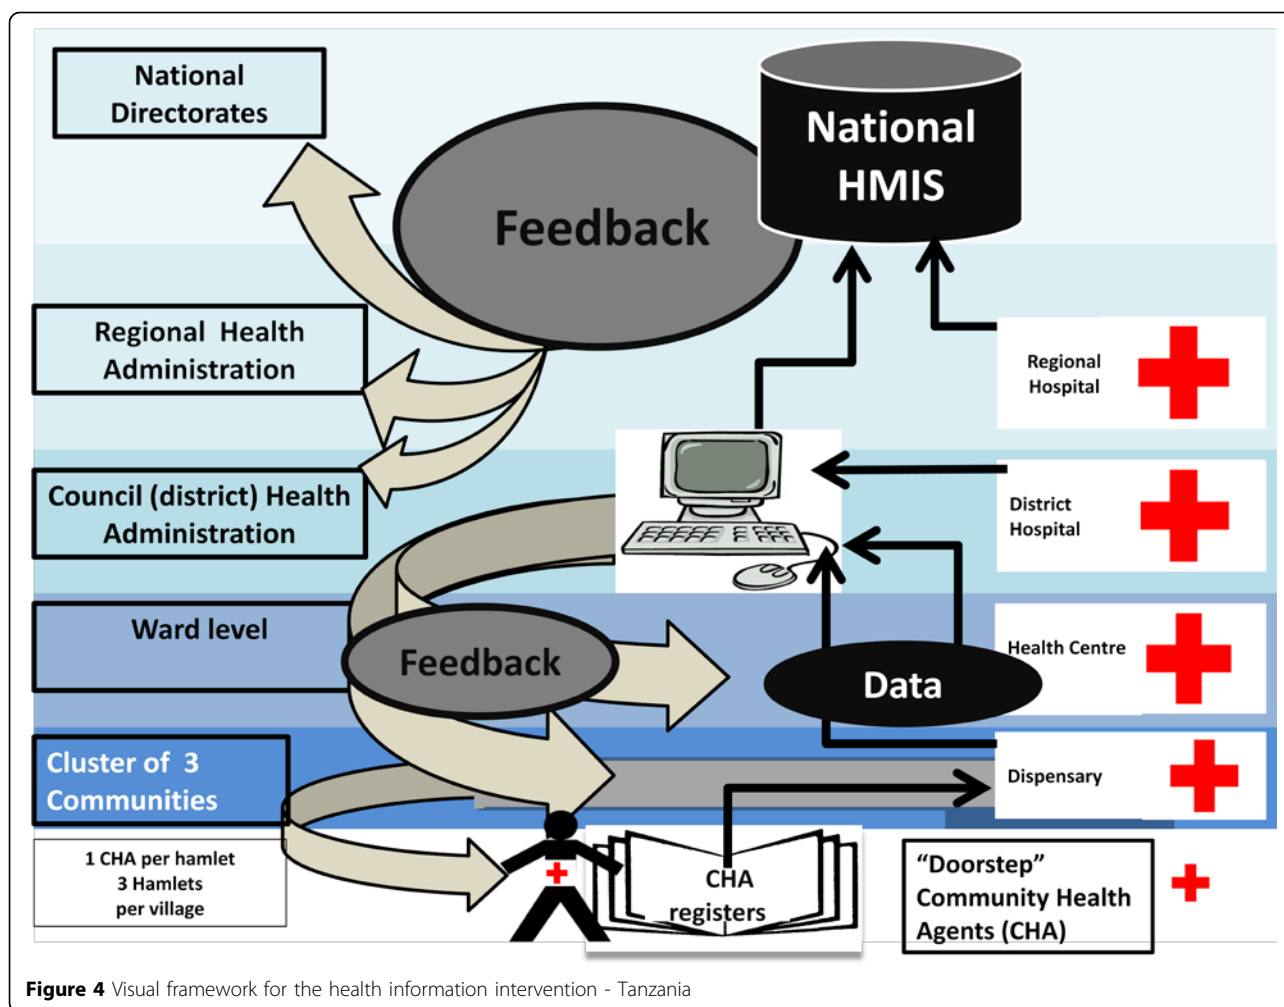 National
Directorates
National
HMIS
Feedback
Regional Health
Administration
Regional
Hospital
Council (district) Health
Administration
District
Hospital
Ward level
Feedback
Data
Health Centre
Cluster of 3
Communities
Dispensary
1 CHA per hamlet
3 Hamlets
per village
CHA
registers
“Doorstep”
Community Health
Agents (CHA)
Figure 4 Visual framework for the health information intervention - Tanzania